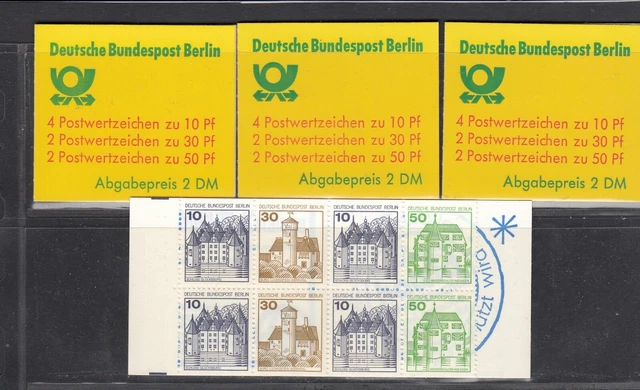 Deutsche Bundespost Berlin
4 Postwertzeichen zu 10 Pf
2 Postwertzeichen zu 30 Pf
2 Postwertzeichen zu 50 Pf
Abgabepreis 2 DM
Deutsche Bundespost Berlin
4 Postwertzeichen zu 10 Pf
2 Postwertzeichen zu 30 Pf
2 Postwertzeichen zu 50 Pf
Abgabepreis 2 DM
Deutsche Bundespost Berlin
4 Postwertzeichen zu 10 Pf
2 Postwertzeichen zu 30 Pf
2 Postwertzeichen zu 50 Pf
Abgabepreis 2 DM
DEUTSCHE BUNDESPOST BERLIN
10
DEUTSCHE BUNDESPOST BERLIN
30
DEUTSCHE BUNDESPOST BERLIN
10
DEUTSCHE BUNDESPOST BERLIN
50
DEUTSCHE BUNDESPOST BERLIN
10
DEUTSCHE BUNDESPOST BERLIN
30
DEUTSCHE BUNDESPOST BERLIN
10
DEUTSCHE BUNDESPOST BERLIN
50
utzt wird